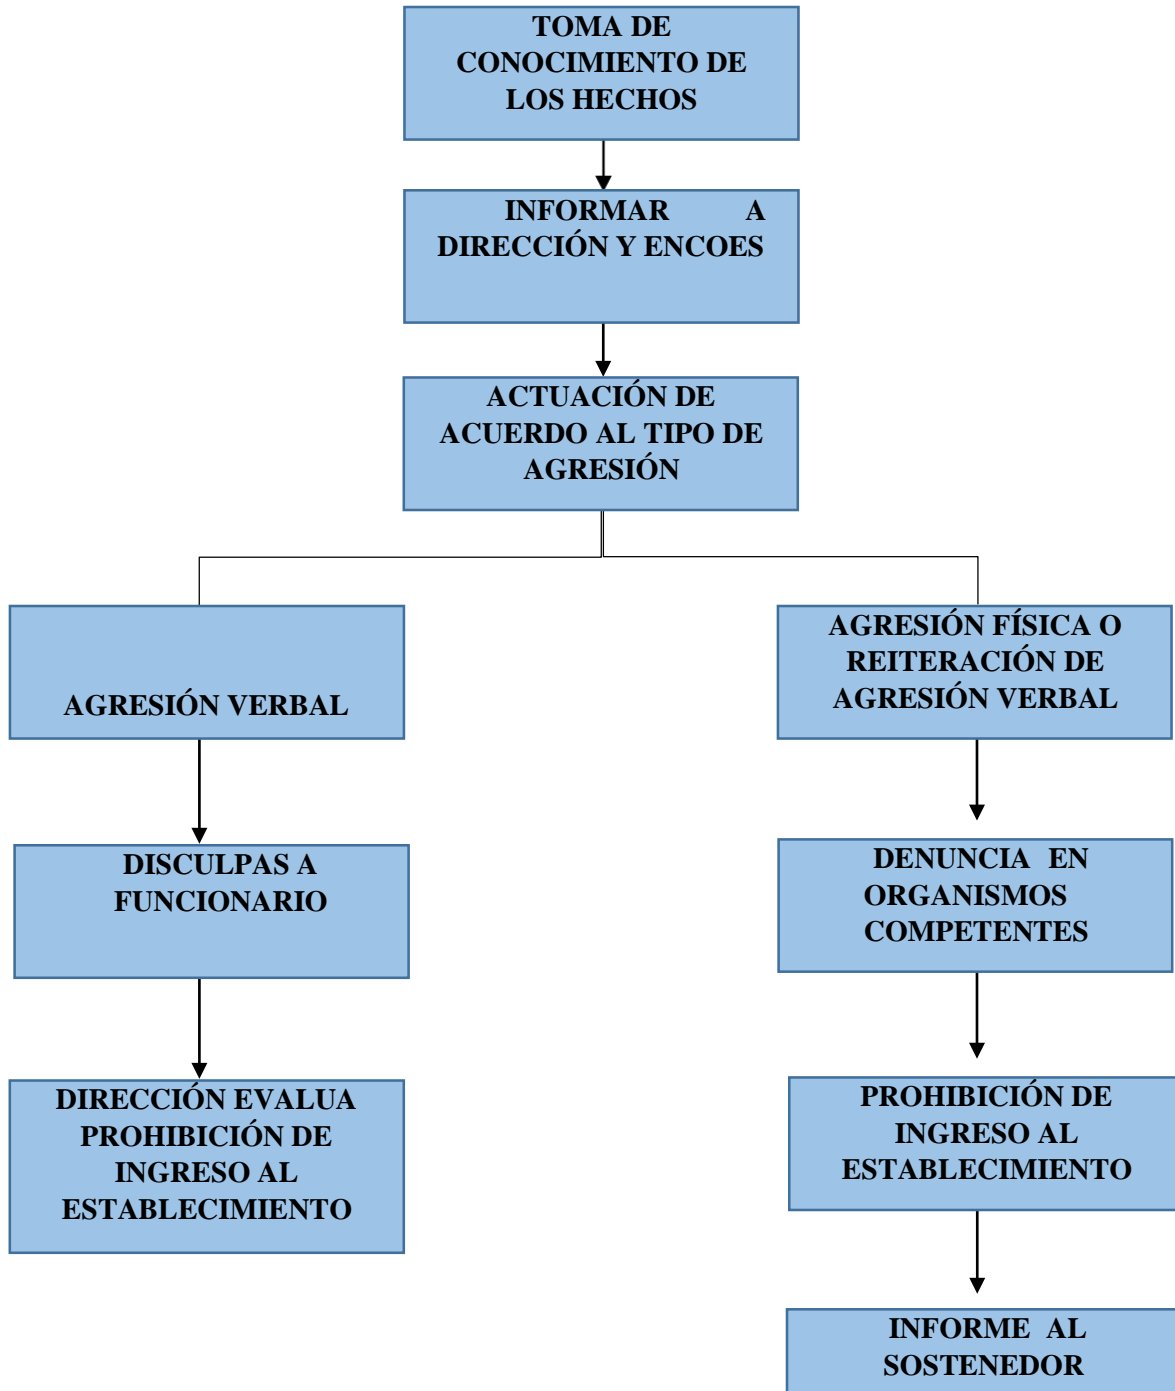 TOMA DE
CONOCIMIENTO DE
LOS HECHOS
INFORMAR A
DIRECCIÓN Y ENCOES
ACTUACIÓN DE
ACUERDO AL TIPO DE
AGRESIÓN
AGRESIÓN VERBAL
DISCULPAS A
FUNCIONARIO
DIRECCIÓN EVALUA
PROHIBICIÓN DE
INGRESO AL
ESTABLECIMIENTO
AGRESIÓN FÍSICA O
REITERACIÓN DE
AGRESIÓN VERBAL
DENUNCIA EN
ORGANISMOS
COMPETENTES
PROHIBICIÓN DE
INGRESO AL
ESTABLECIMIENTO
INFORME AL
SOSTENEDOR